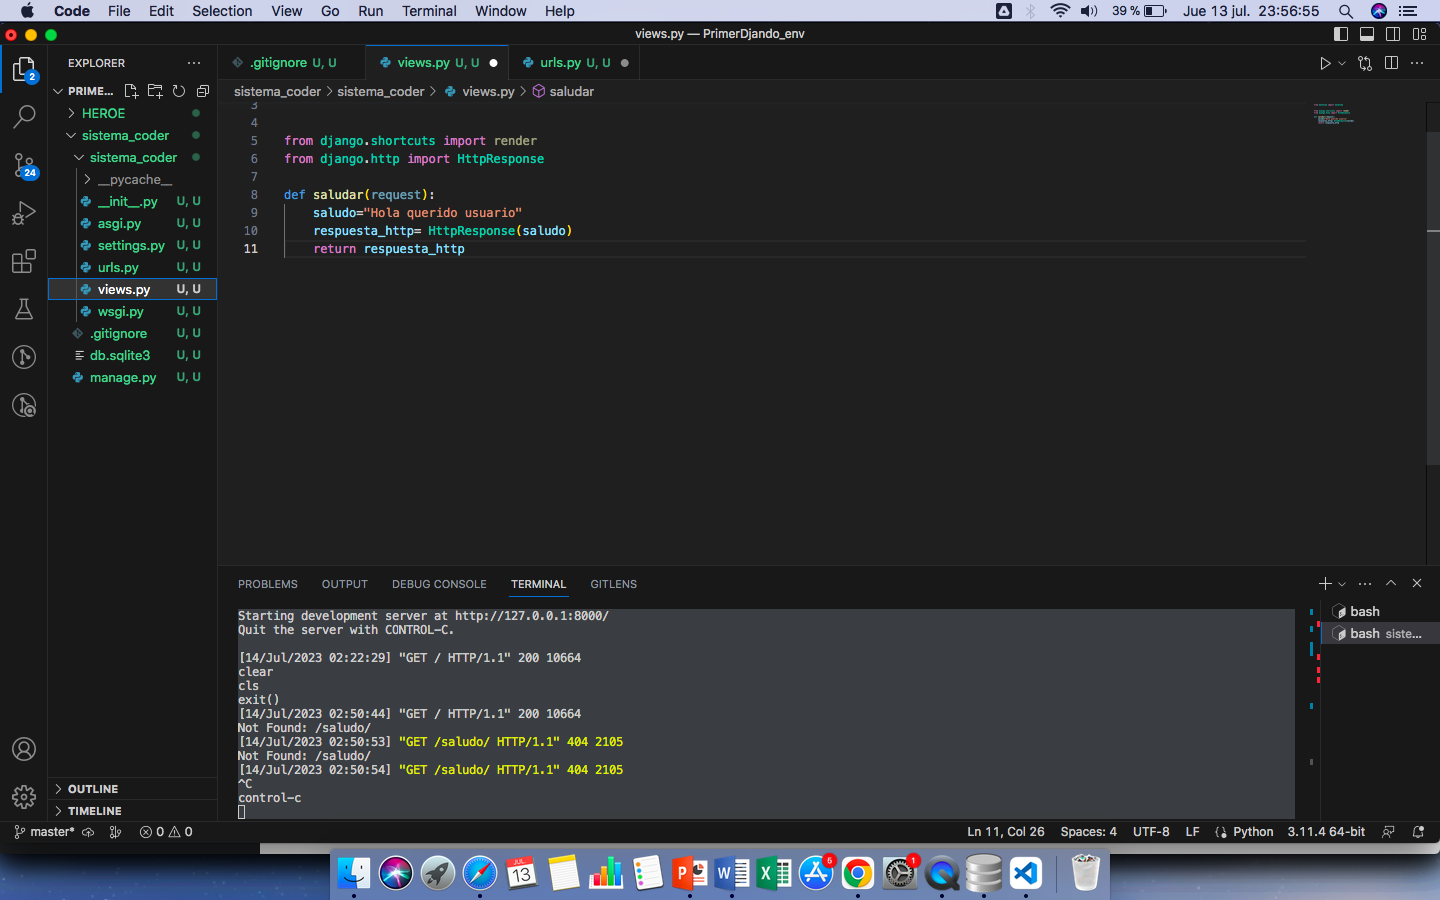 Code File Edit Selection View Go Run Terminal Window Help 39 % Jue 13 jul. 23:56:55
views.py — PrimerDjando_env
EXPLORER
.gitignore U, U views.py U, U urls.py U, U
PRIME...
sistema_coder > sistema_coder > views.py > saludar
HEROE
sistema_coder
sistema_coder
__pycache__
__init__.py U, U
asgi.py U, U
settings.py U, U
urls.py U, U
views.py U, U
wsgi.py U, U
.gitignore U, U
db.sqlite3 U, U
manage.py U, U
2
24
3
4
5 from django.shortcuts import render
6 from django.http import HttpResponse
7
8 def saludar(request):
9 saludo="Hola querido usuario"
10 respuesta_http= HttpResponse(saludo)
11 return respuesta_http
PROBLEMS OUTPUT DEBUG CONSOLE TERMINAL GITLENS
Starting development server at http://127.0.0.1:8000/
Quit the server with CONTROL-C.
[14/Jul/2023 02:22:29] "GET / HTTP/1.1" 200 10664
clear
cls
exit()
[14/Jul/2023 02:50:44] "GET / HTTP/1.1" 200 10664
Not Found: /saludo/
[14/Jul/2023 02:50:53] "GET /saludo/ HTTP/1.1" 404 2105
Not Found: /saludo/
[14/Jul/2023 02:50:54] "GET /saludo/ HTTP/1.1" 404 2105
^C
control-c
bash
bash siste...
OUTLINE
TIMELINE
master* 0 0 Ln 11, Col 26 Spaces: 4 UTF-8 LF Python 3.11.4 64-bit
JUL
13
P
W
X
6
1